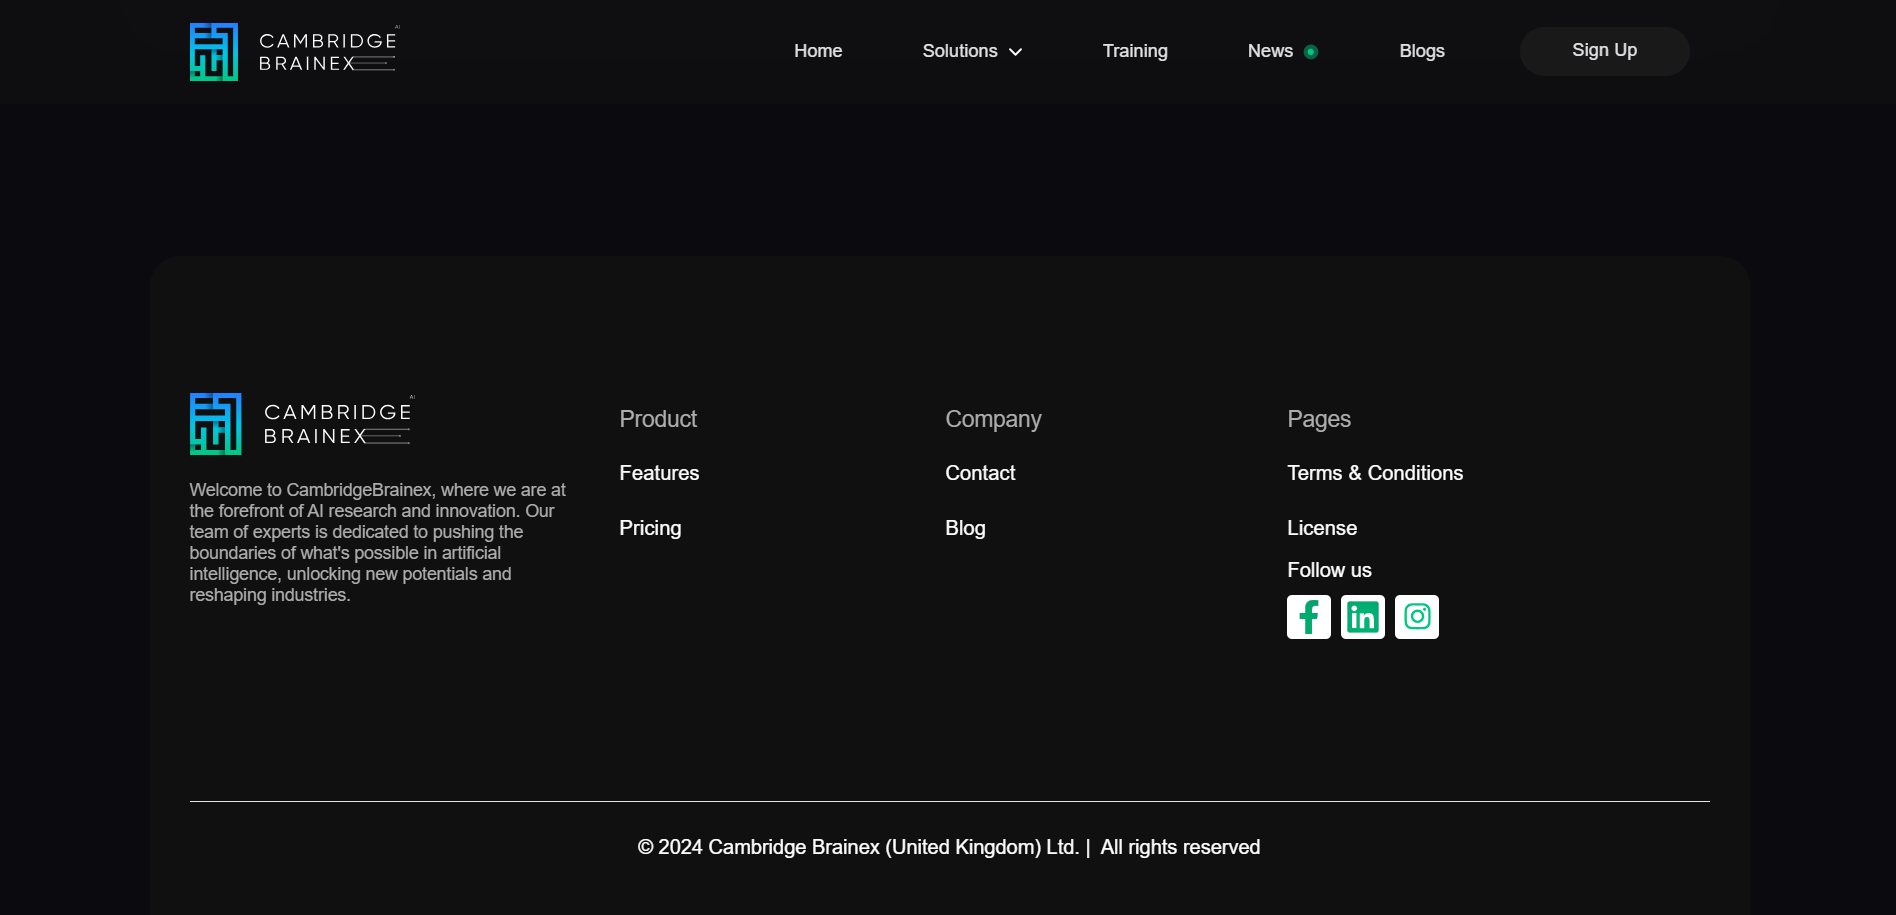 CAMBRIDGE AI
BRAINEX
Home
Solutions
Training
News
Blogs
Sign Up
CAMBRIDGE AI
BRAINEX
Welcome to CambridgeBrainex, where we are at
the forefront of AI research and innovation. Our
team of experts is dedicated to pushing the
boundaries of what's possible in artificial
intelligence, unlocking new potentials and
reshaping industries.
Product
Features
Pricing
Company
Contact
Blog
Pages
Terms & Conditions
License
Follow us
© 2024 Cambridge Brainex (United Kingdom) Ltd. | All rights reserved